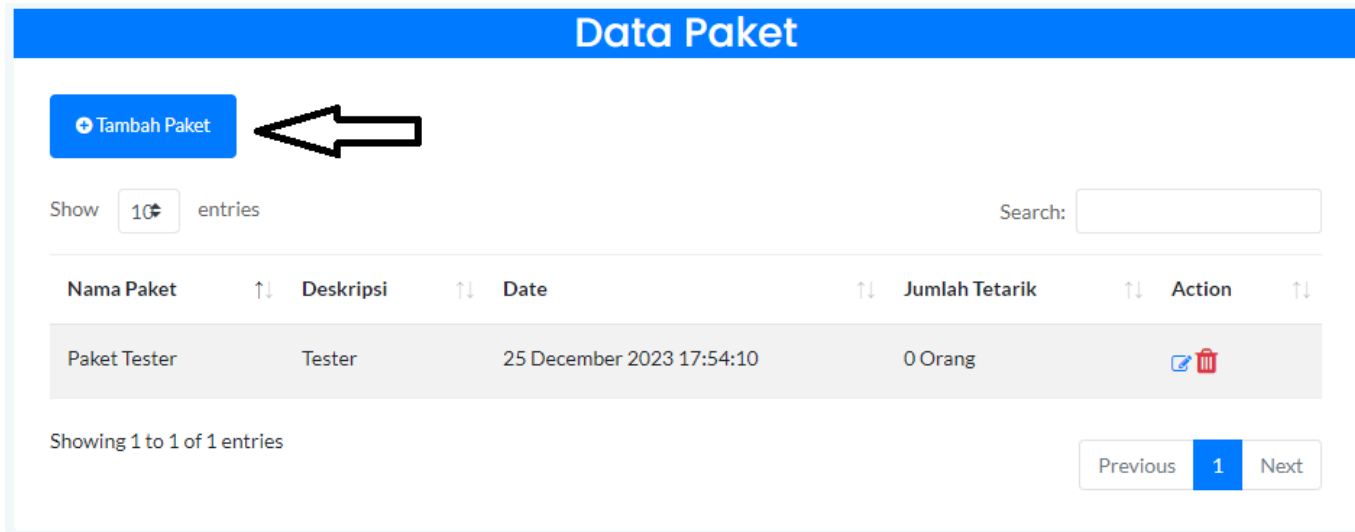 Data Paket
Tambah Paket
Show 10 entries
Search:
Nama Paket Deskripsi Date Jumlah Tetarik Action
Paket Tester Tester 25 December 2023 17:54:10 0 Orang
Showing 1 to 1 of 1 entries
Previous 1 Next